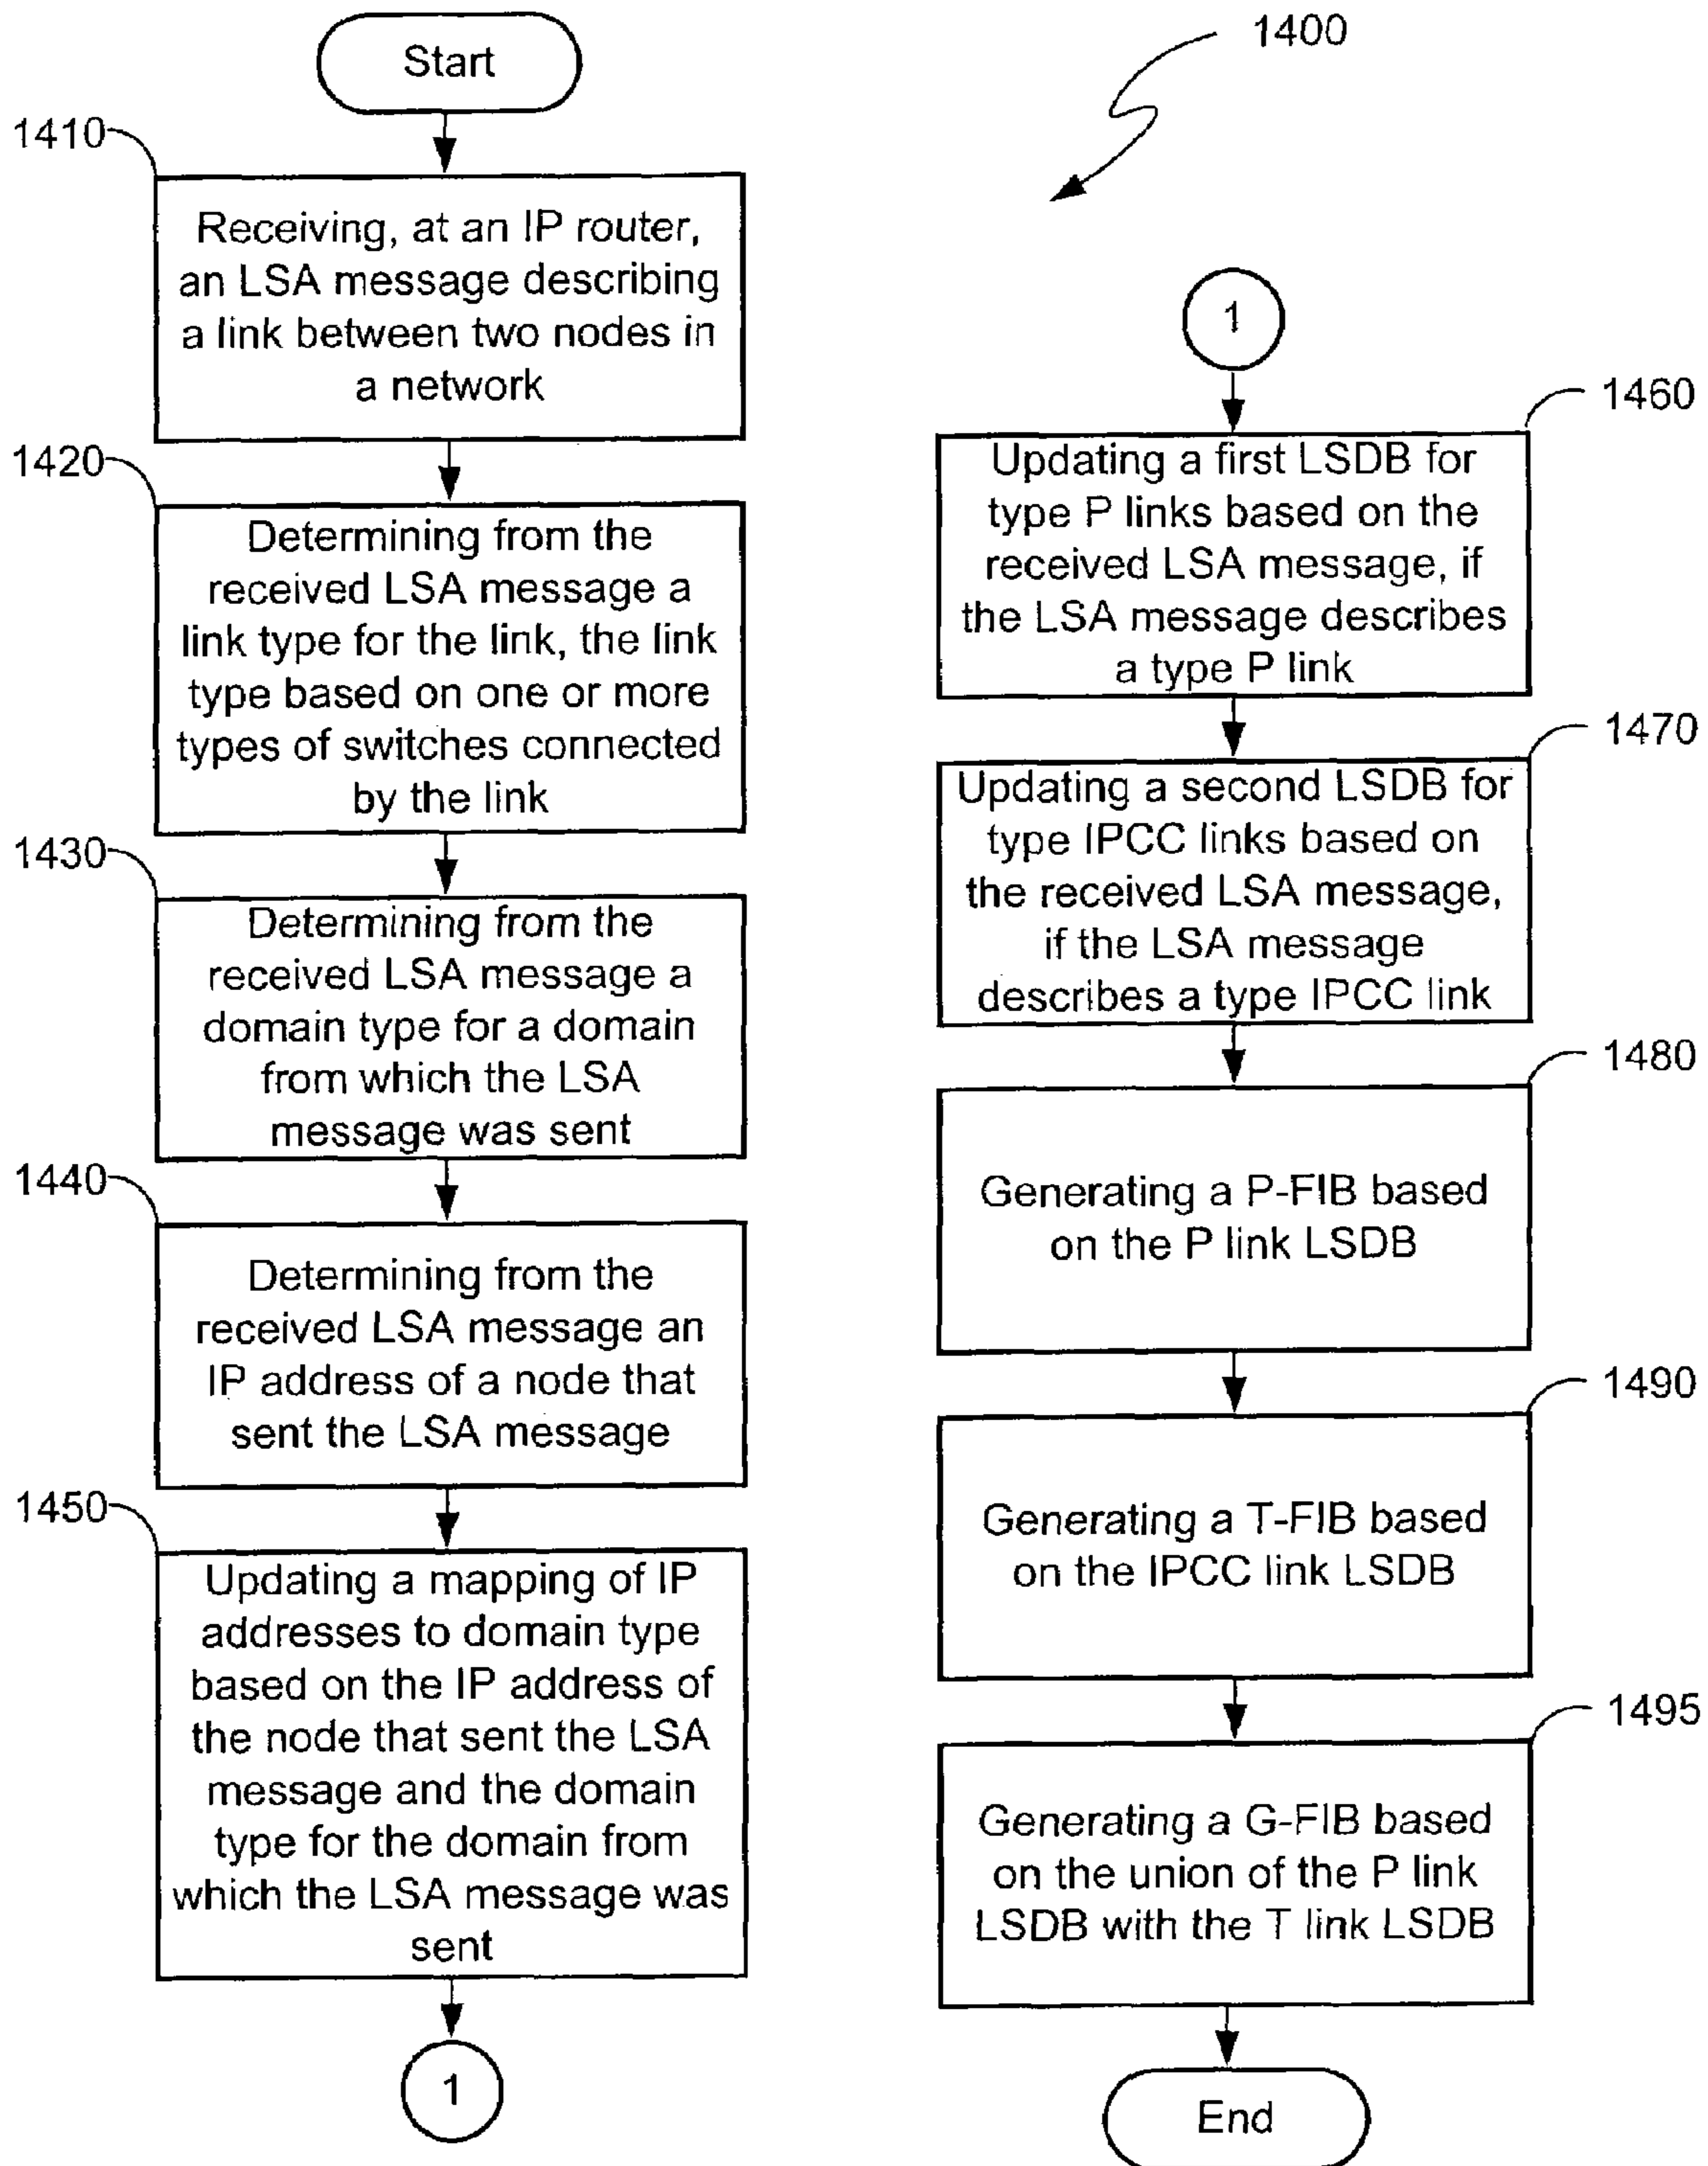 Start
1410
Receiving, at an IP router,
an LSA message describing
a link between two nodes in
a network
1420
Determining from the
received LSA message a
link type for the link, the link
type based on one or more
types of switches connected
by the link
1430
Determining from the
received LSA message a
domain type for a domain
from which the LSA
message was sent
1440
Determining from the
received LSA message an
IP address of a node that
sent the LSA message
1450
Updating a mapping of IP
addresses to domain type
based on the IP address of
the node that sent the LSA
message and the domain
type for the domain from
which the LSA message was
sent
1
1400
1
1460
Updating a first LSDB for
type P links based on the
received LSA message, if
the LSA message describes
a type P link
1470
Updating a second LSDB for
type IPCC links based on
the received LSA message,
if the LSA message
describes a type IPCC link
1480
Generating a P-FIB based
on the P link LSDB
1490
Generating a T-FIB based
on the IPCC link LSDB
1495
Generating a G-FIB based
on the union of the P link
LSDB with the T link LSDB
End